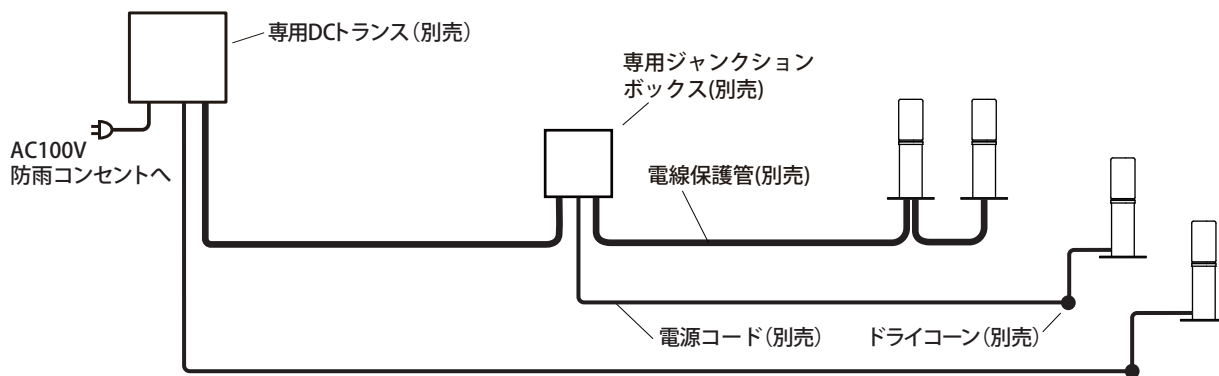 専用DCトランス（別売）
専用ジャンクション
ボックス(別売)
AC100V
防雨コンセントへ
電線保護管(別売)
電源コード（別売）
ドライコーン（別売）